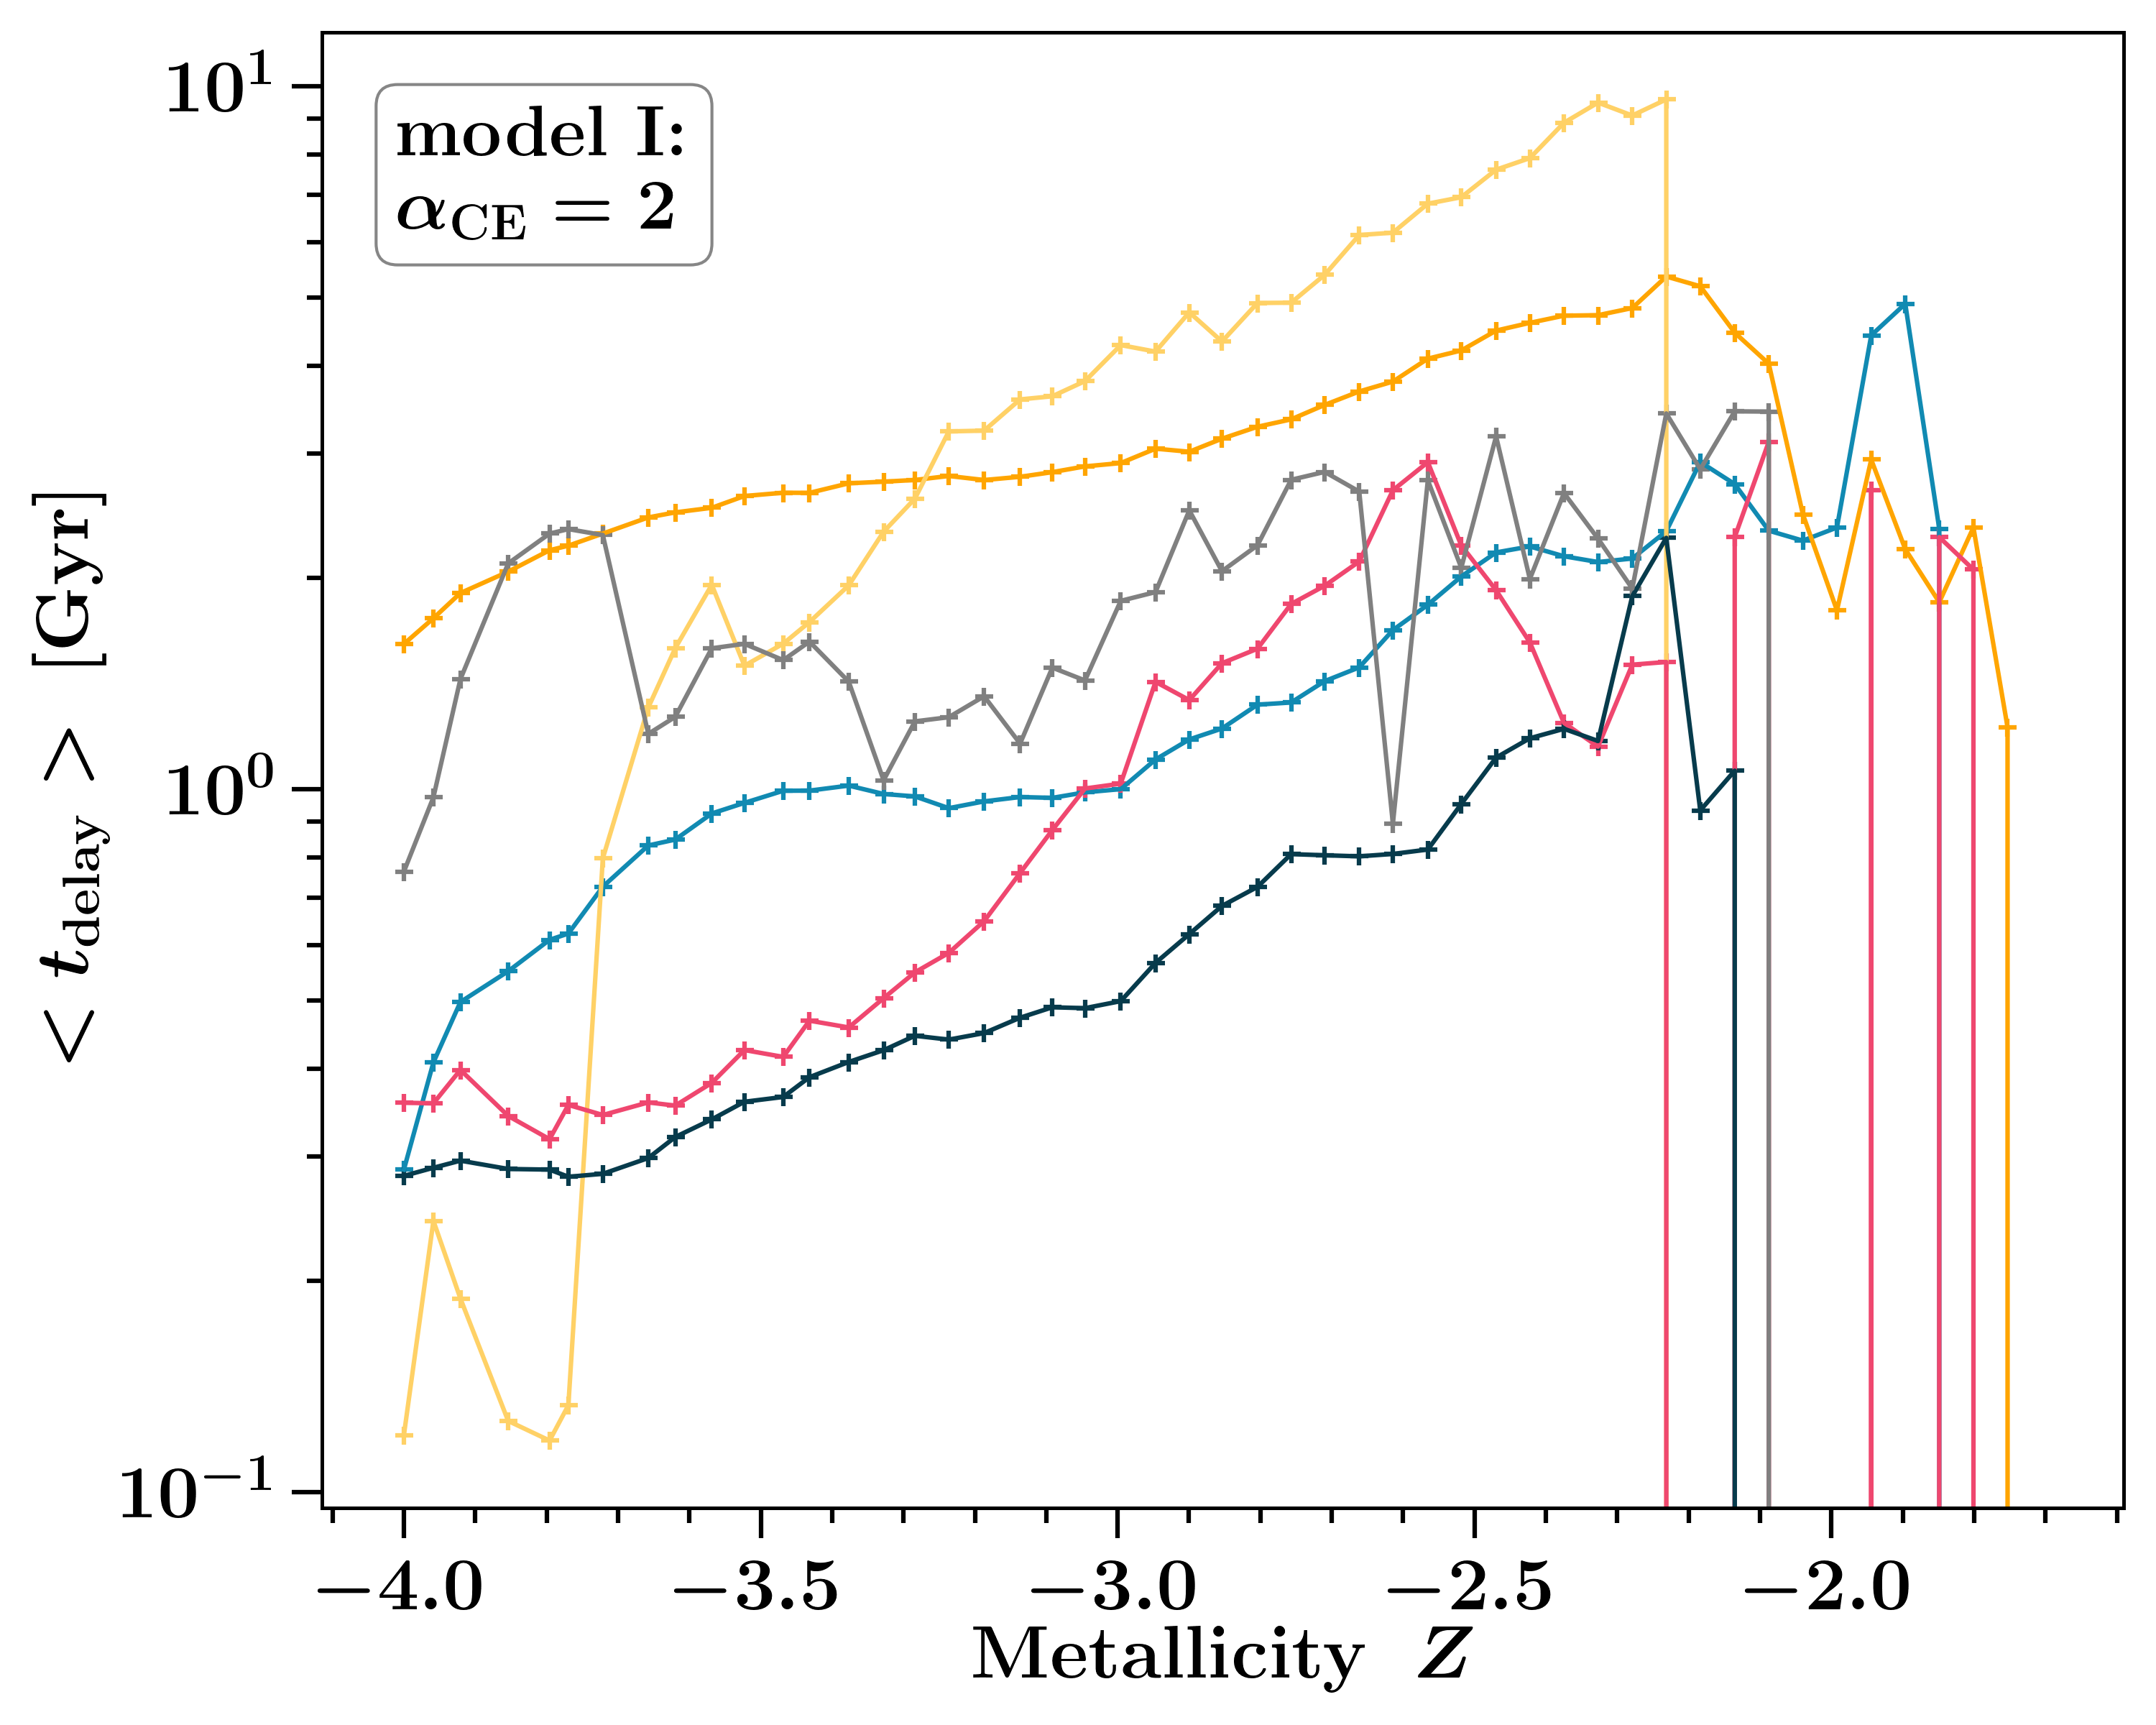 model I:
α_CE = 2
10^1
10^0
10^−1
< t_delay > [Gyr]
−4.0 −3.5 −3.0 −2.5 −2.0
Metallicity Z